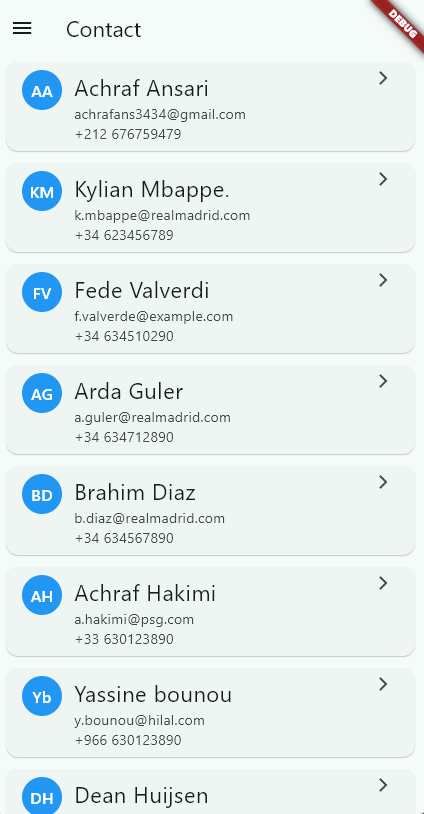 Contact
DEBUG
AA
Achraf Ansari
achrafans3434@gmail.com
+212 676759479
KM
Kylian Mbappe.
k.mbappe@realmadrid.com
+34 623456789
FV
Fede Valverdi
f.valverde@example.com
+34 634510290
AG
Arda Guler
a.guler@realmadrid.com
+34 634712890
BD
Brahim Diaz
b.diaz@realmadrid.com
+34 634567890
AH
Achraf Hakimi
a.hakimi@psg.com
+33 630123890
Yb
Yassine bounou
y.bounou@hilal.com
+966 630123890
DH
Dean Huijsen